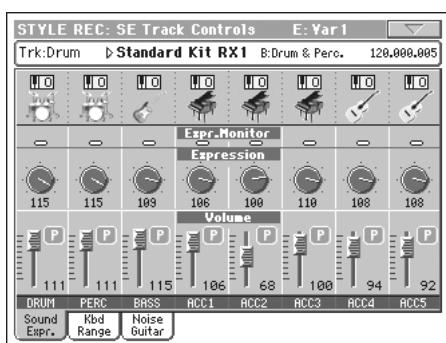 STYLE REC: SE Track Controls E: Var1
Trk:Drum ▷Standard Kit RX1 B:Drum & Perc. 120.000.005
O O O O O O O O
Expr.Monitor
Expression
115 115 109 106 100 110 108 108
Volume
P P P P P P P P
111 111 115 106 68 100 94 92
DRUM PERC BASS ACC1 ACC2 ACC3 ACC4 ACC5
Sound Expr. Kbd Range Noise Guitar